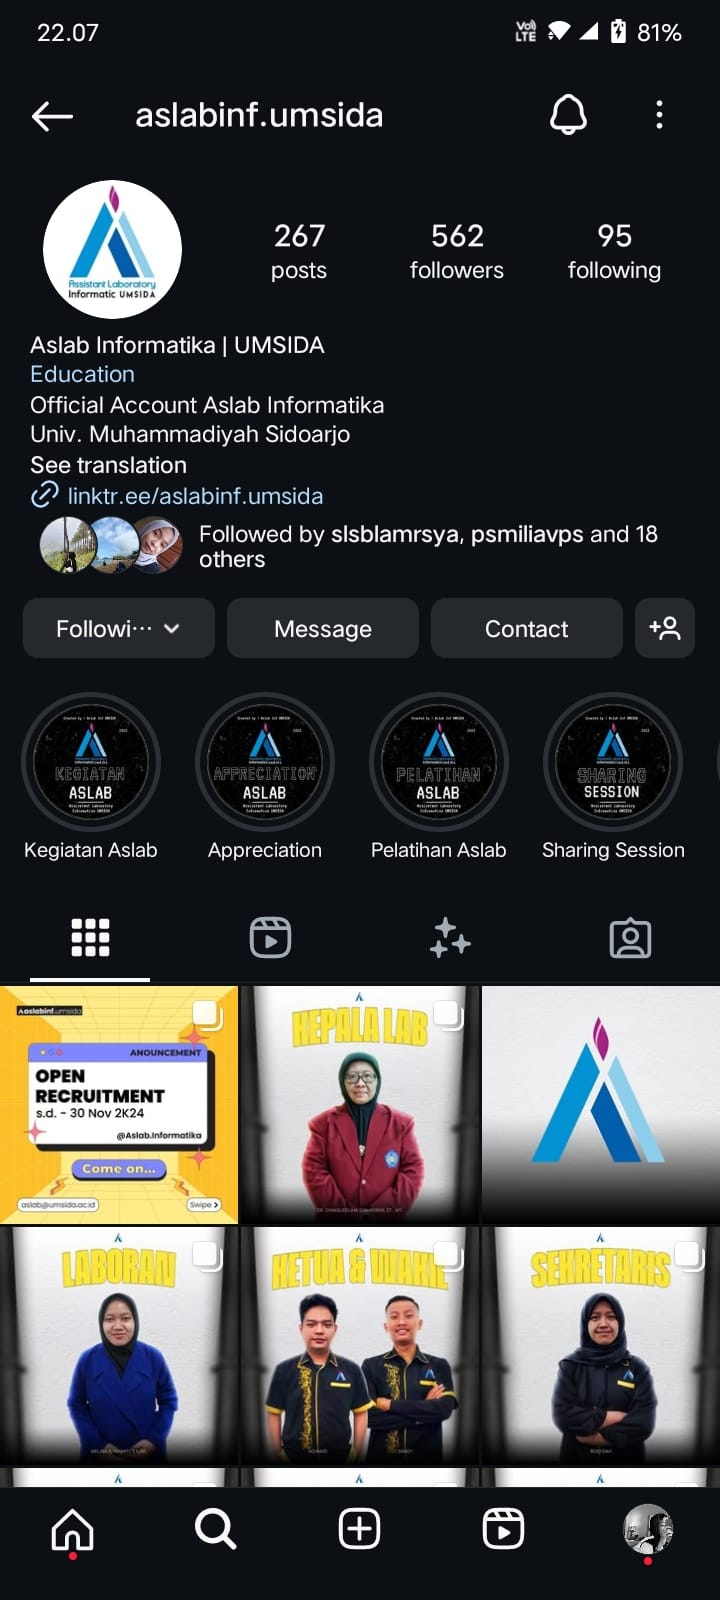 22.07
Vo)) LTE 81%
aslabinf.umsida
Assistant Laboratory
Informatic UMSIDA
267 562 95
posts followers following
Aslab Informatika | UMSIDA
Education
Official Account Aslab Informatika
Univ. Muhammadiyah Sidoarjo
See translation
linktr.ee/aslabinf.umsida
Followed by slsblamrsya, psmiliavps and 18
others
Followi... Message Contact
KEGIATAN
ASLAB
APPRECIATION
ASLAB
PELATIHAN
ASLAB
SHARING
SESSION
Kegiatan Aslab Appreciation Pelatihan Aslab Sharing Session
aslabinf.umsida
ANOUNCEMENT
OPEN
RECRUITMENT
s.d. - 30 Nov 2K24
@Aslab.Informatika
Come on...
aslab@umsida.ac.id Swipe >
KEPALA LAB
LABORAN
KETUA & WAKIL
SEKRETARIS